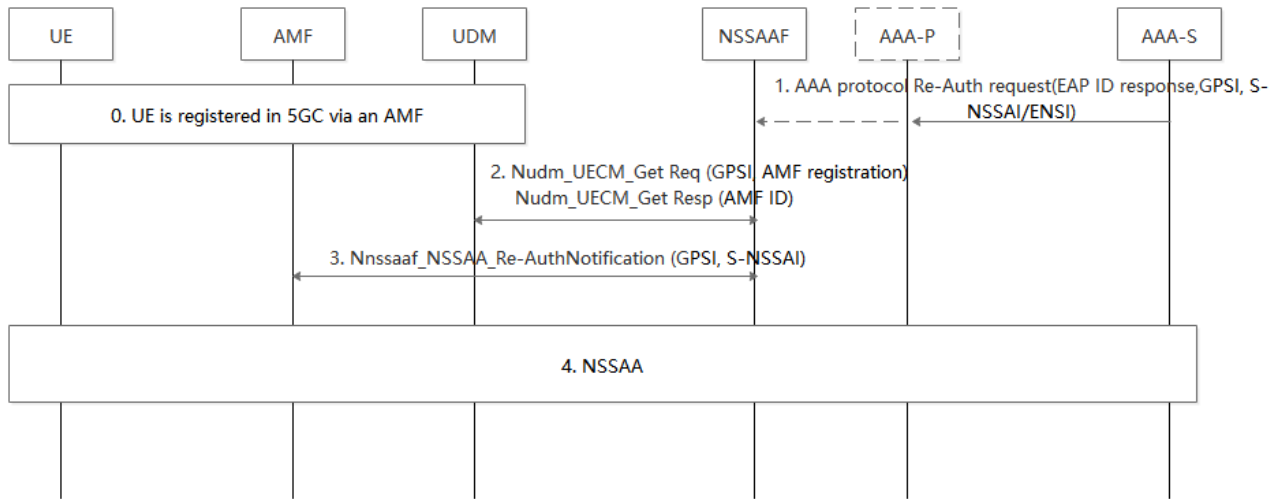 UE
AMF
UDM
NSSAAF
AAA-P
AAA-S
1. AAA protocol Re-Auth request(EAP ID response,GPSI, S-
NSSAI/ENSI)
0. UE is registered in 5GC via an AMF
2. Nudm_UECM_Get Req (GPSI, AMF registration)
Nudm_UECM_Get Resp (AMF ID)
3. Nnssaaf_NSSAA_Re-AuthNotification (GPSI, S-NSSAI)
4. NSSAA